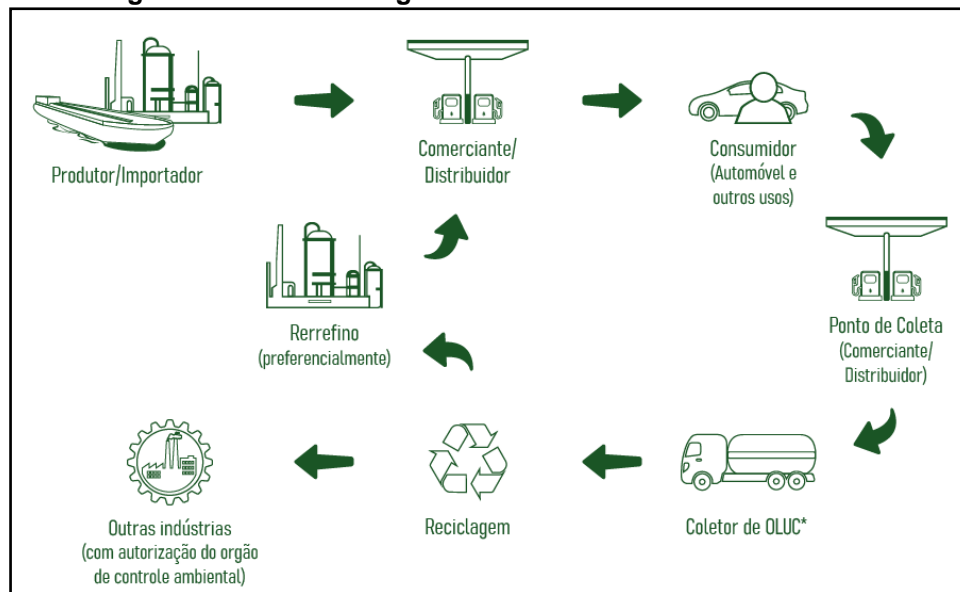 Produtor/Importador
Comerciante/
Distribuidor
Consumidor
(Automóvel e
outros usos)
Ponto de Coleta
(Comerciante/
Distribuidor)
Rerrefino
(preferencialmente)
Outras indústrias
(com autorização do orgão
de controle ambiental)
Reciclagem
Coletor de OLUC*